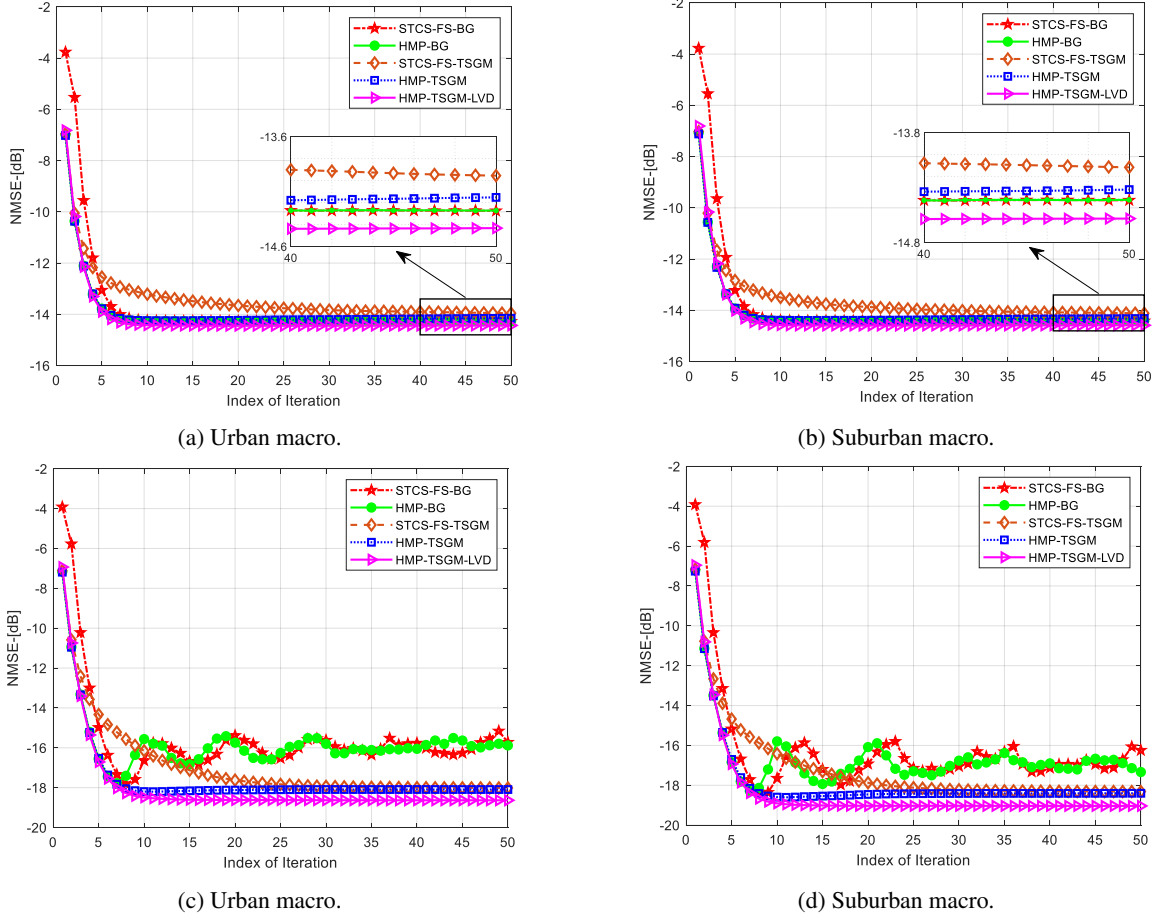 -2
-4
-6
-8
-10
-12
-14
-16
NMSE-[dB]
STCS-FS-BG
HMP-BG
STCS-FS-TSGM
HMP-TSGM
HMP-TSGM-LVD
-13.6
-14.6
40 50
0 5 10 15 20 25 30 35 40 45 50
Index of Iteration
(a) Urban macro.
-2
-4
-6
-8
-10
-12
-14
-16
NMSE-[dB]
STCS-FS-BG
HMP-BG
STCS-FS-TSGM
HMP-TSGM
HMP-TSGM-LVD
-13.8
-14.8
40 50
0 5 10 15 20 25 30 35 40 45 50
Index of Iteration
(b) Suburban macro.
-2
-4
-6
-8
-10
-12
-14
-16
-18
-20
NMSE-[dB]
STCS-FS-BG
HMP-BG
STCS-FS-TSGM
HMP-TSGM
HMP-TSGM-LVD
0 5 10 15 20 25 30 35 40 45 50
Index of Iteration
(c) Urban macro.
-2
-4
-6
-8
-10
-12
-14
-16
-18
-20
NMSE-[dB]
STCS-FS-BG
HMP-BG
STCS-FS-TSGM
HMP-TSGM
HMP-TSGM-LVD
0 5 10 15 20 25 30 35 40 45 50
Index of Iteration
(d) Suburban macro.